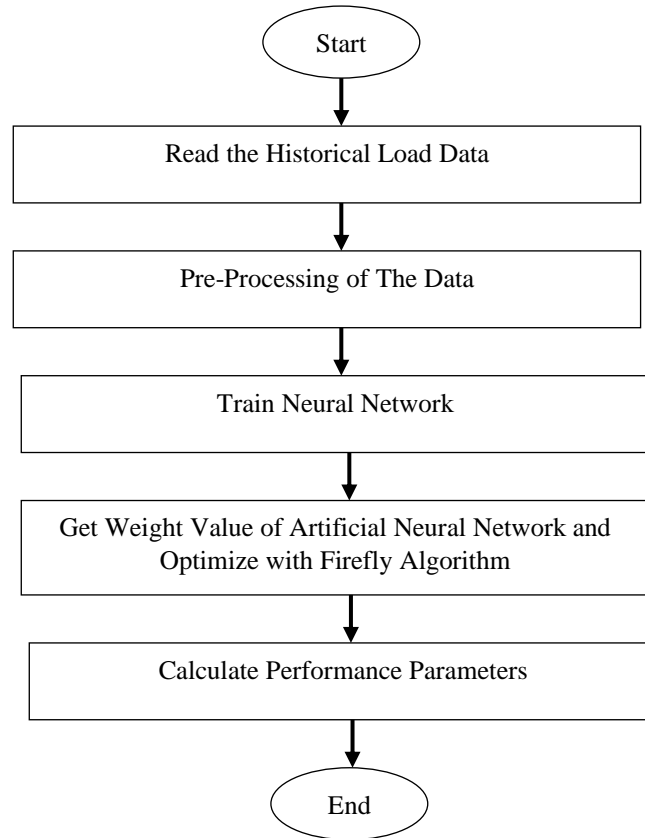 Start
Read the Historical Load Data
Pre-Processing of The Data
Train Neural Network
Get Weight Value of Artificial Neural Network and
Optimize with Firefly Algorithm
Calculate Performance Parameters
End